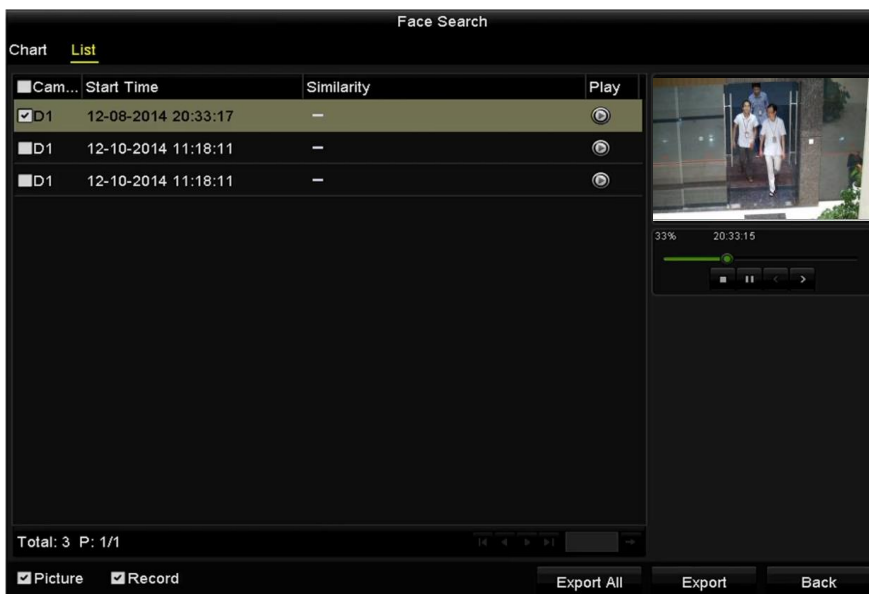 Face Search
Chart List
Cam... Start Time Similarity Play
D1 12-08-2014 20:33:17 –
D1 12-10-2014 11:18:11 –
D1 12-10-2014 11:18:11 –
33% 20:33:15
Total: 3 P: 1/1
Picture Record Export All Export Back